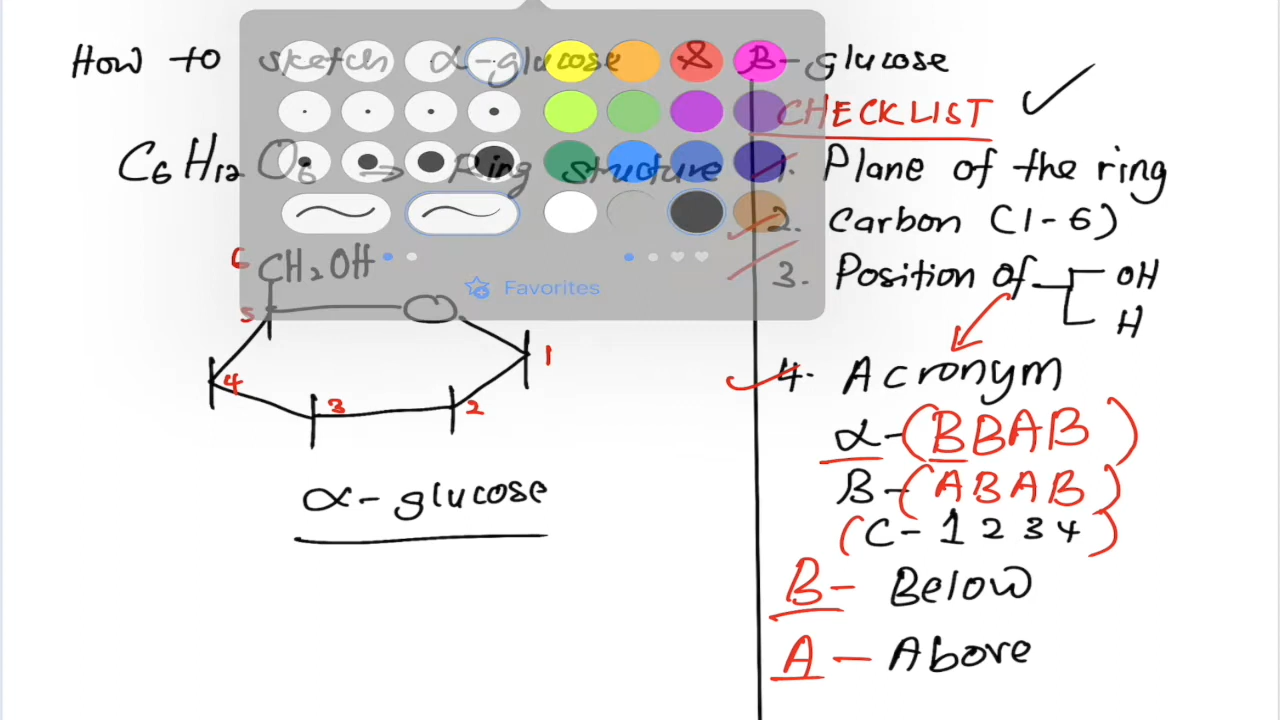 How to sketch α-glucose & B-glucose
CHECKLIST
C6H12O6 → Ring structure
1. Plane of the ring
2. Carbon (1-6)
3. Position of OH
H
6 CH2OH
5
O
1
4
3
2
α-glucose
4. Acronym
α-(BBAB)
B-(ABAB)
(C-1 2 3 4)
B- Below
A- Above
Favorites